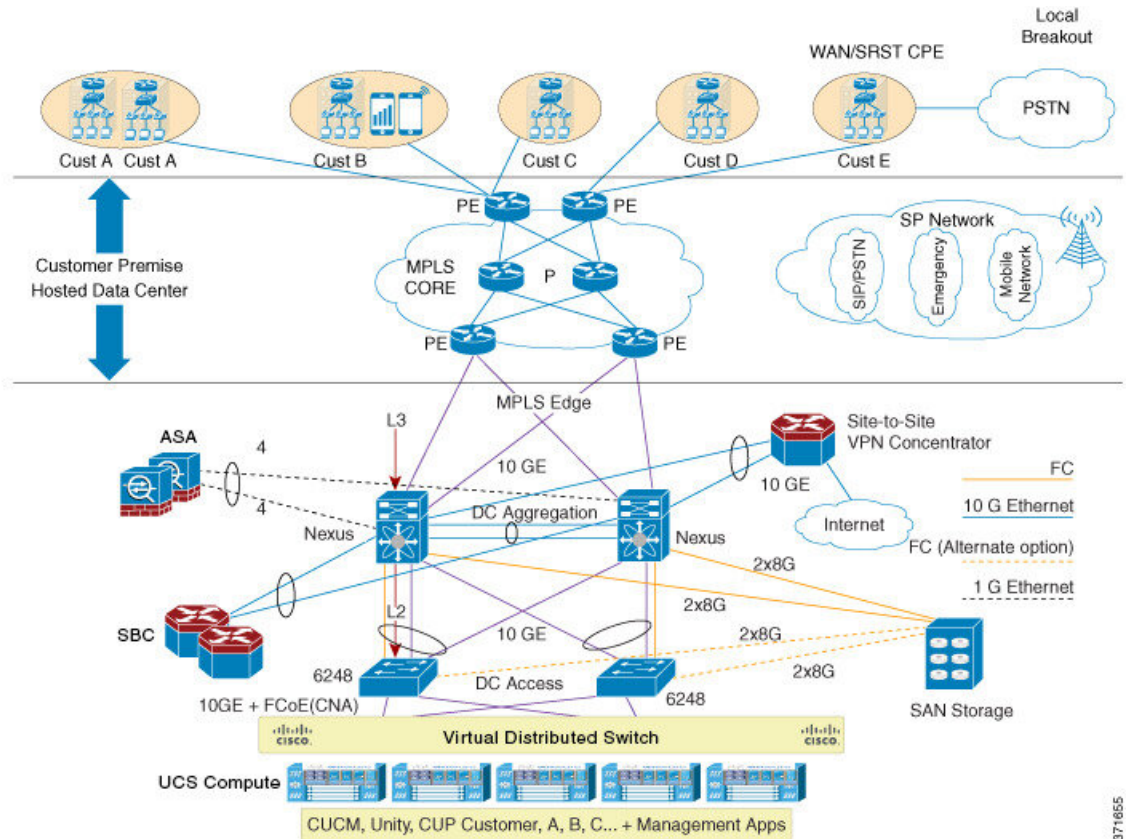 Local
Breakout
WAN/SRST CPE
PSTN
Cust A
Cust A
Cust B
Cust C
Cust D
Cust E
PE
PE
SP Network
SIP/PSTN
Emergency
Mobile
Network
Customer Premise
Hosted Data Center
MPLS
CORE
P
PE
PE
MPLS Edge
L3
ASA
4
4
10 GE
Site-to-Site
VPN Concentrator
10 GE
FC
10 G Ethernet
FC (Alternate option)
1 G Ethernet
DC Aggregation
Nexus
Nexus
Internet
2x8G
2x8G
L2
SBC
10 GE
2x8G
2x8G
6248
DC Access
6248
10GE + FCoE(CNA)
SAN Storage
CISCO.
Virtual Distributed Switch
CISCO.
UCS Compute
CUCM, Unity, CUP Customer, A, B, C... + Management Apps
371655